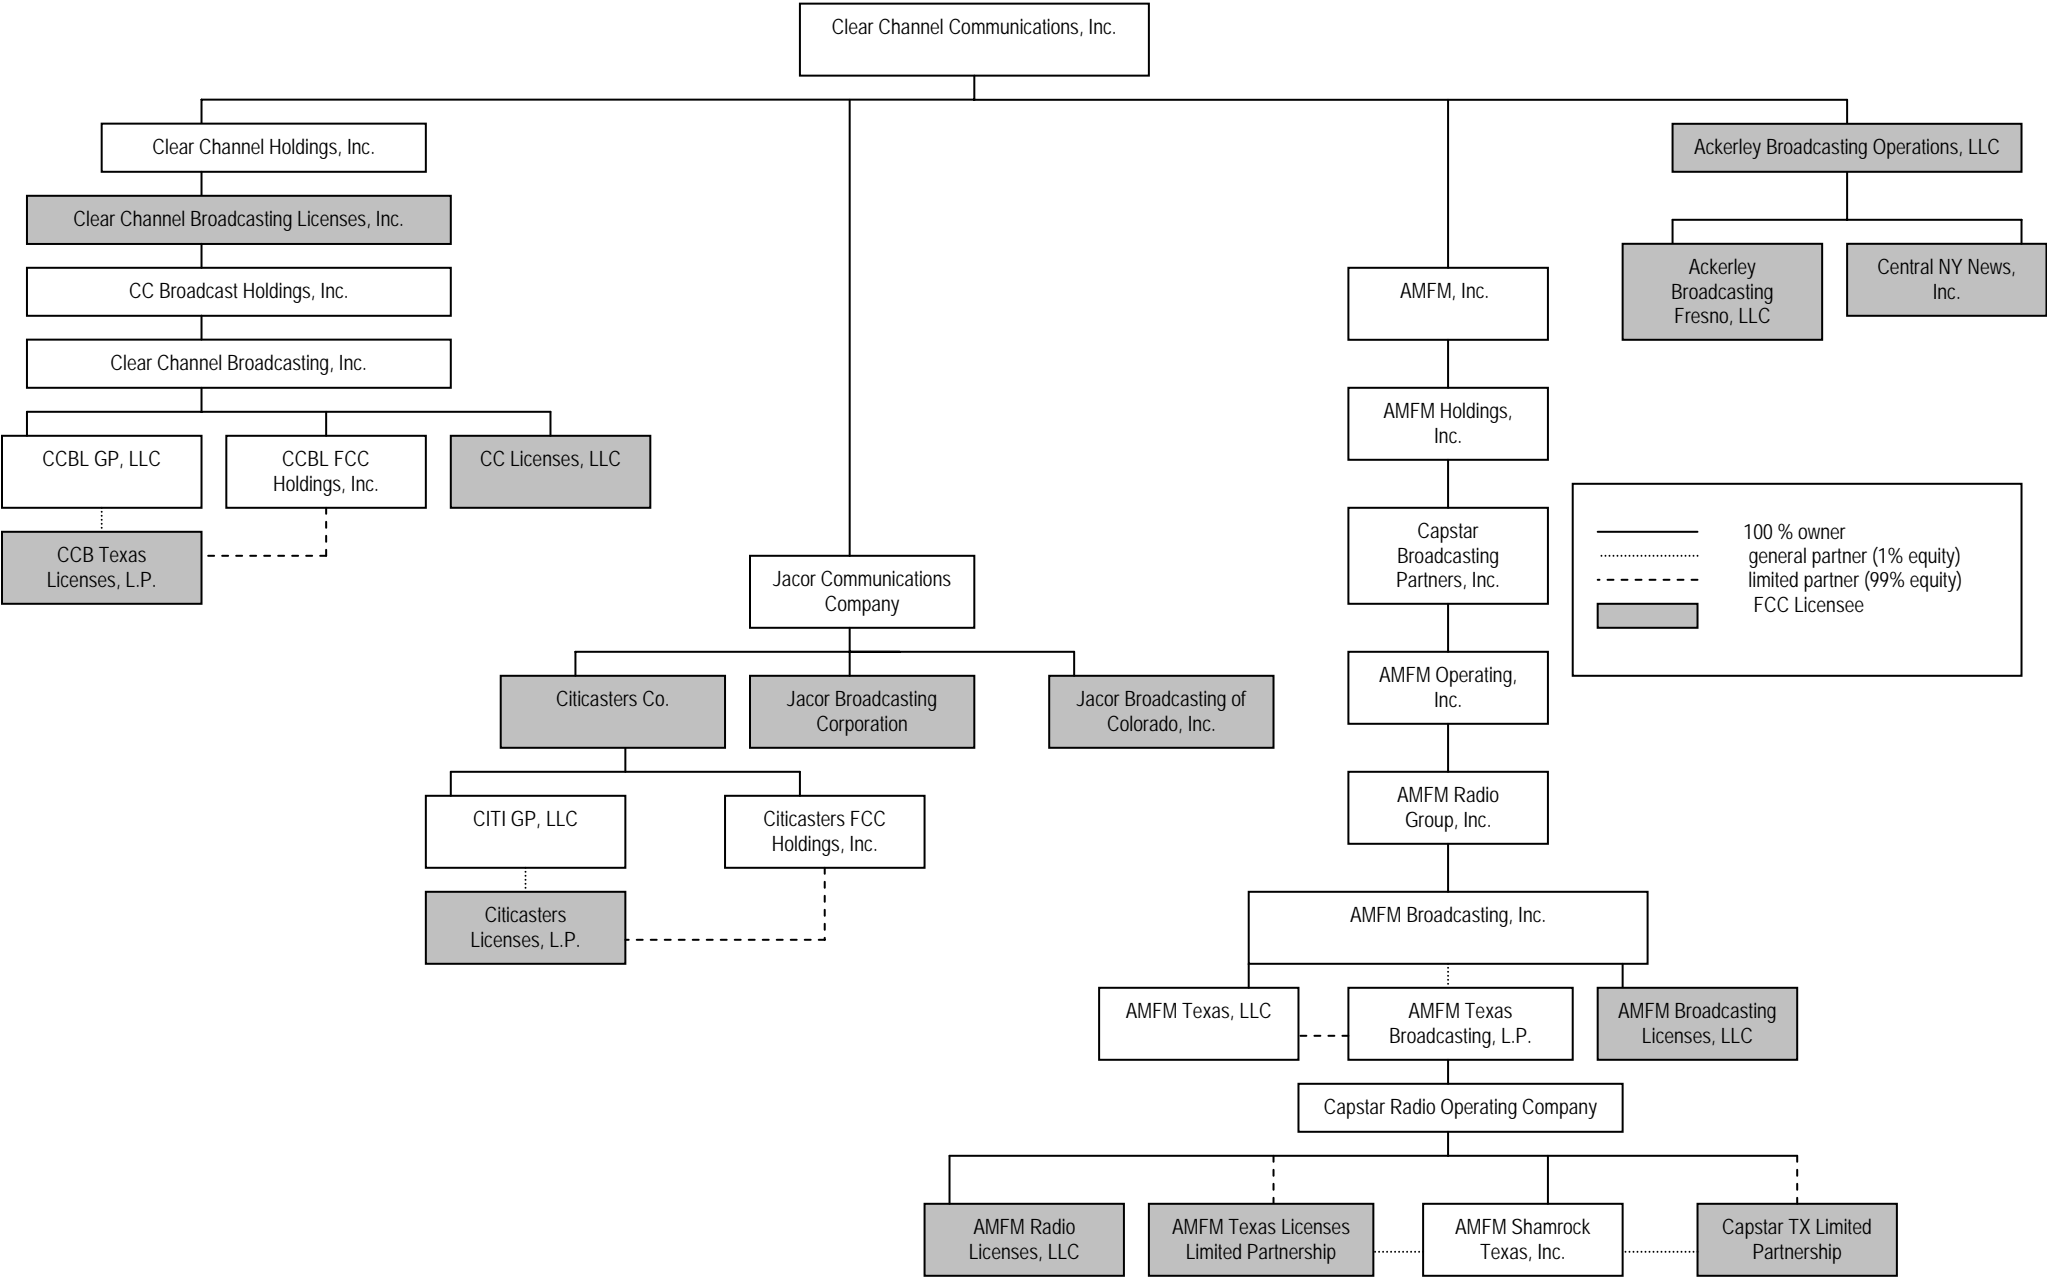 Clear Channel Communications, Inc.
Clear Channel Holdings, Inc.
Clear Channel Broadcasting Licenses, Inc.
CC Broadcast Holdings, Inc.
Clear Channel Broadcasting, Inc.
CCBL GP, LLC
CCBL FCC
Holdings, Inc.
CC Licenses, LLC
CCB Texas
Licenses, L.P.
Jacor Communications
Company
Citicasters Co.
Jacor Broadcasting
Corporation
Jacor Broadcasting of
Colorado, Inc.
CITI GP, LLC
Citicasters FCC
Holdings, Inc.
Citicasters
Licenses, L.P.
AMFM, Inc.
AMFM Holdings,
Inc.
Capstar
Broadcasting
Partners, Inc.
AMFM Operating,
Inc.
AMFM Radio
Group, Inc.
AMFM Broadcasting, Inc.
AMFM Texas, LLC
AMFM Texas
Broadcasting, L.P.
AMFM Broadcasting
Licenses, LLC
Capstar Radio Operating Company
AMFM Radio
Licenses, LLC
AMFM Texas Licenses
Limited Partnership
AMFM Shamrock
Texas, Inc.
Capstar TX Limited
Partnership
Ackerley Broadcasting Operations, LLC
Ackerley
Broadcasting
Fresno, LLC
Central NY News,
Inc.
100 % owner
general partner (1% equity)
limited partner (99% equity)
FCC Licensee